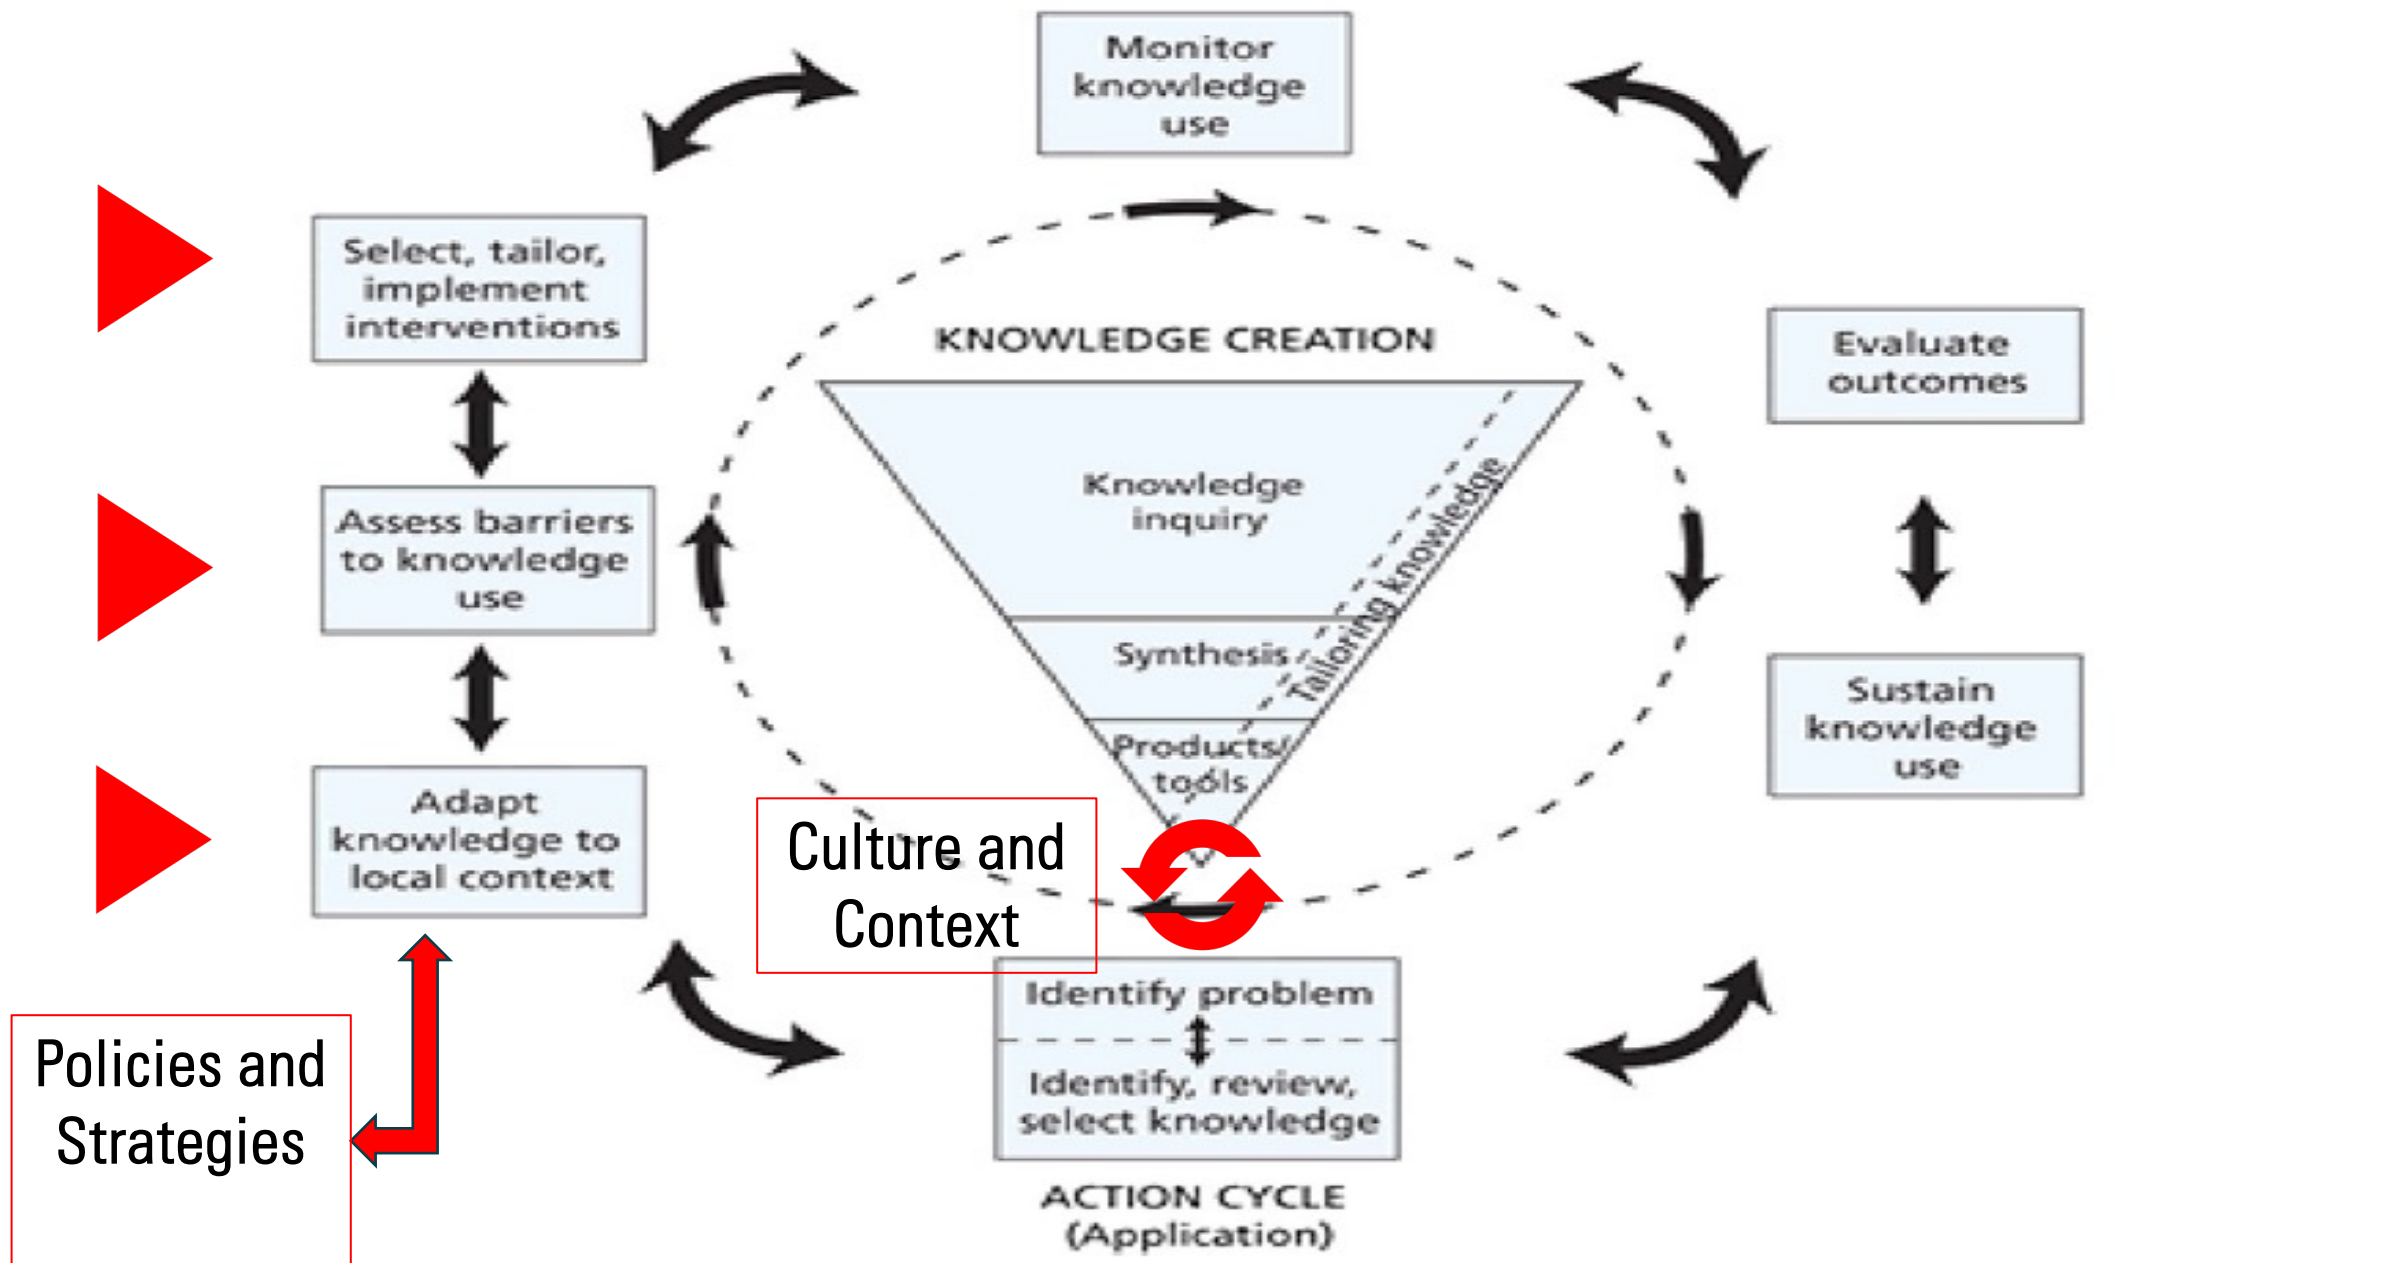 Monitor
knowledge
use
Select, tailor,
implement
interventions
KNOWLEDGE CREATION
Evaluate
outcomes
Knowledge
inquiry
Tailoring knowledge
Assess barriers
to knowledge
use
Synthesis
Sustain
knowledge
use
Products/
tools
Adapt
knowledge to
local context
Culture and
Context
Identify problem
Identify, review,
select knowledge
Policies and
Strategies
ACTION CYCLE
(Application)